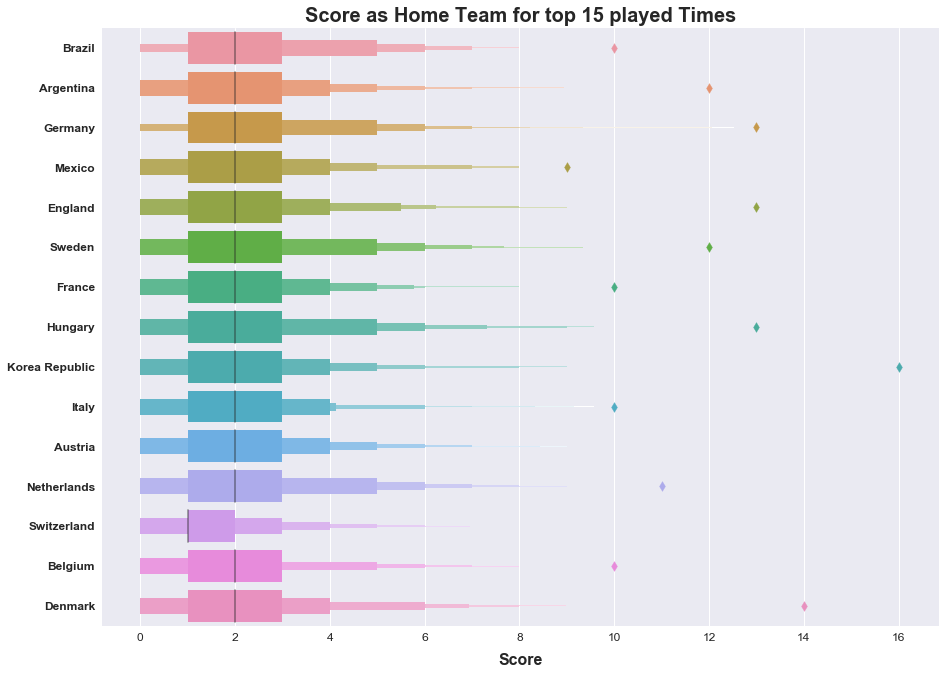 Score as Home Team for top 15 played Times
Brazil
Argentina
Germany
Mexico
England
Sweden
France
Hungary
Korea Republic
Italy
Austria
Netherlands
Switzerland
Belgium
Denmark
0 2 4 6 8 10 12 14 16
Score